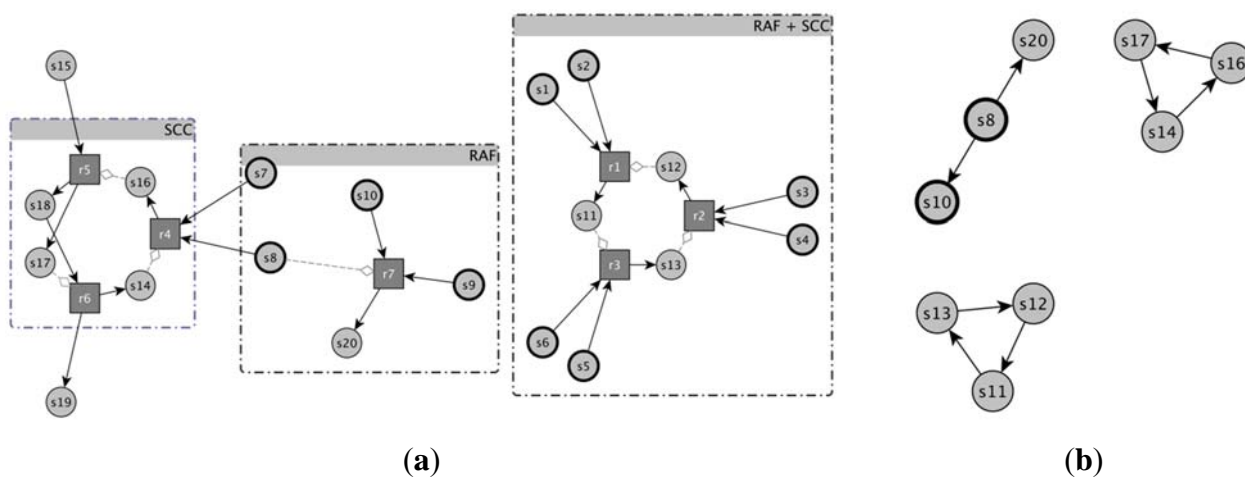 s15
SCC
r5
s16
s18
r4
s17
s14
r6
s19
RAF
s7
s10
s8
r7
s9
s20
RAF + SCC
s2
s1
r1
s12
s3
s11
r2
s4
r3
s13
s6
s5
(a)
s20
s17
s16
s8
s14
s10
s13
s12
s11
(b)